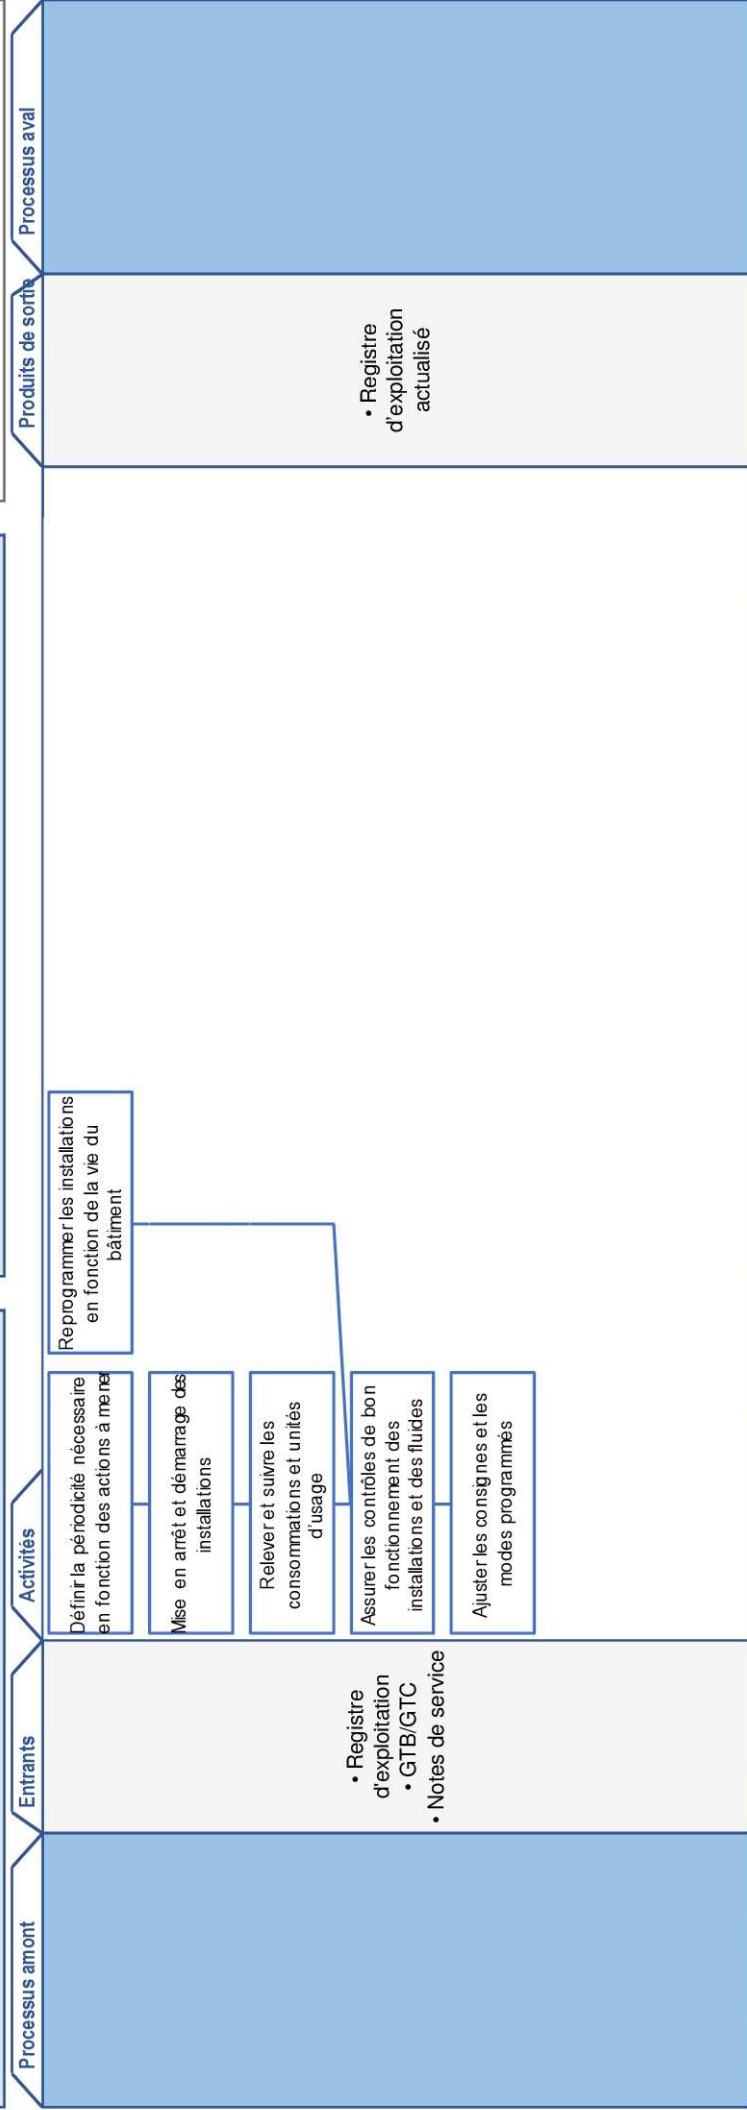 Processus amont
Entrants
Activités
Produits de sortie
Processus aval
• Registre
d'exploitation
• GTB/GTC
• Notes de service
Définir la périodicité nécessaire
en fonction des actions à mener
Mise en arrêt et démarrage des
installations
Relever et suivre les
consommations et unités
d'usage
Assurer les contrôles de bon
fonctionnement des
installations et des fluides
Ajuster les consignes et les
modes programmés
Reprogrammer les installations
en fonction de la vie du
bâtiment
• Registre
d'exploitation
actualisé